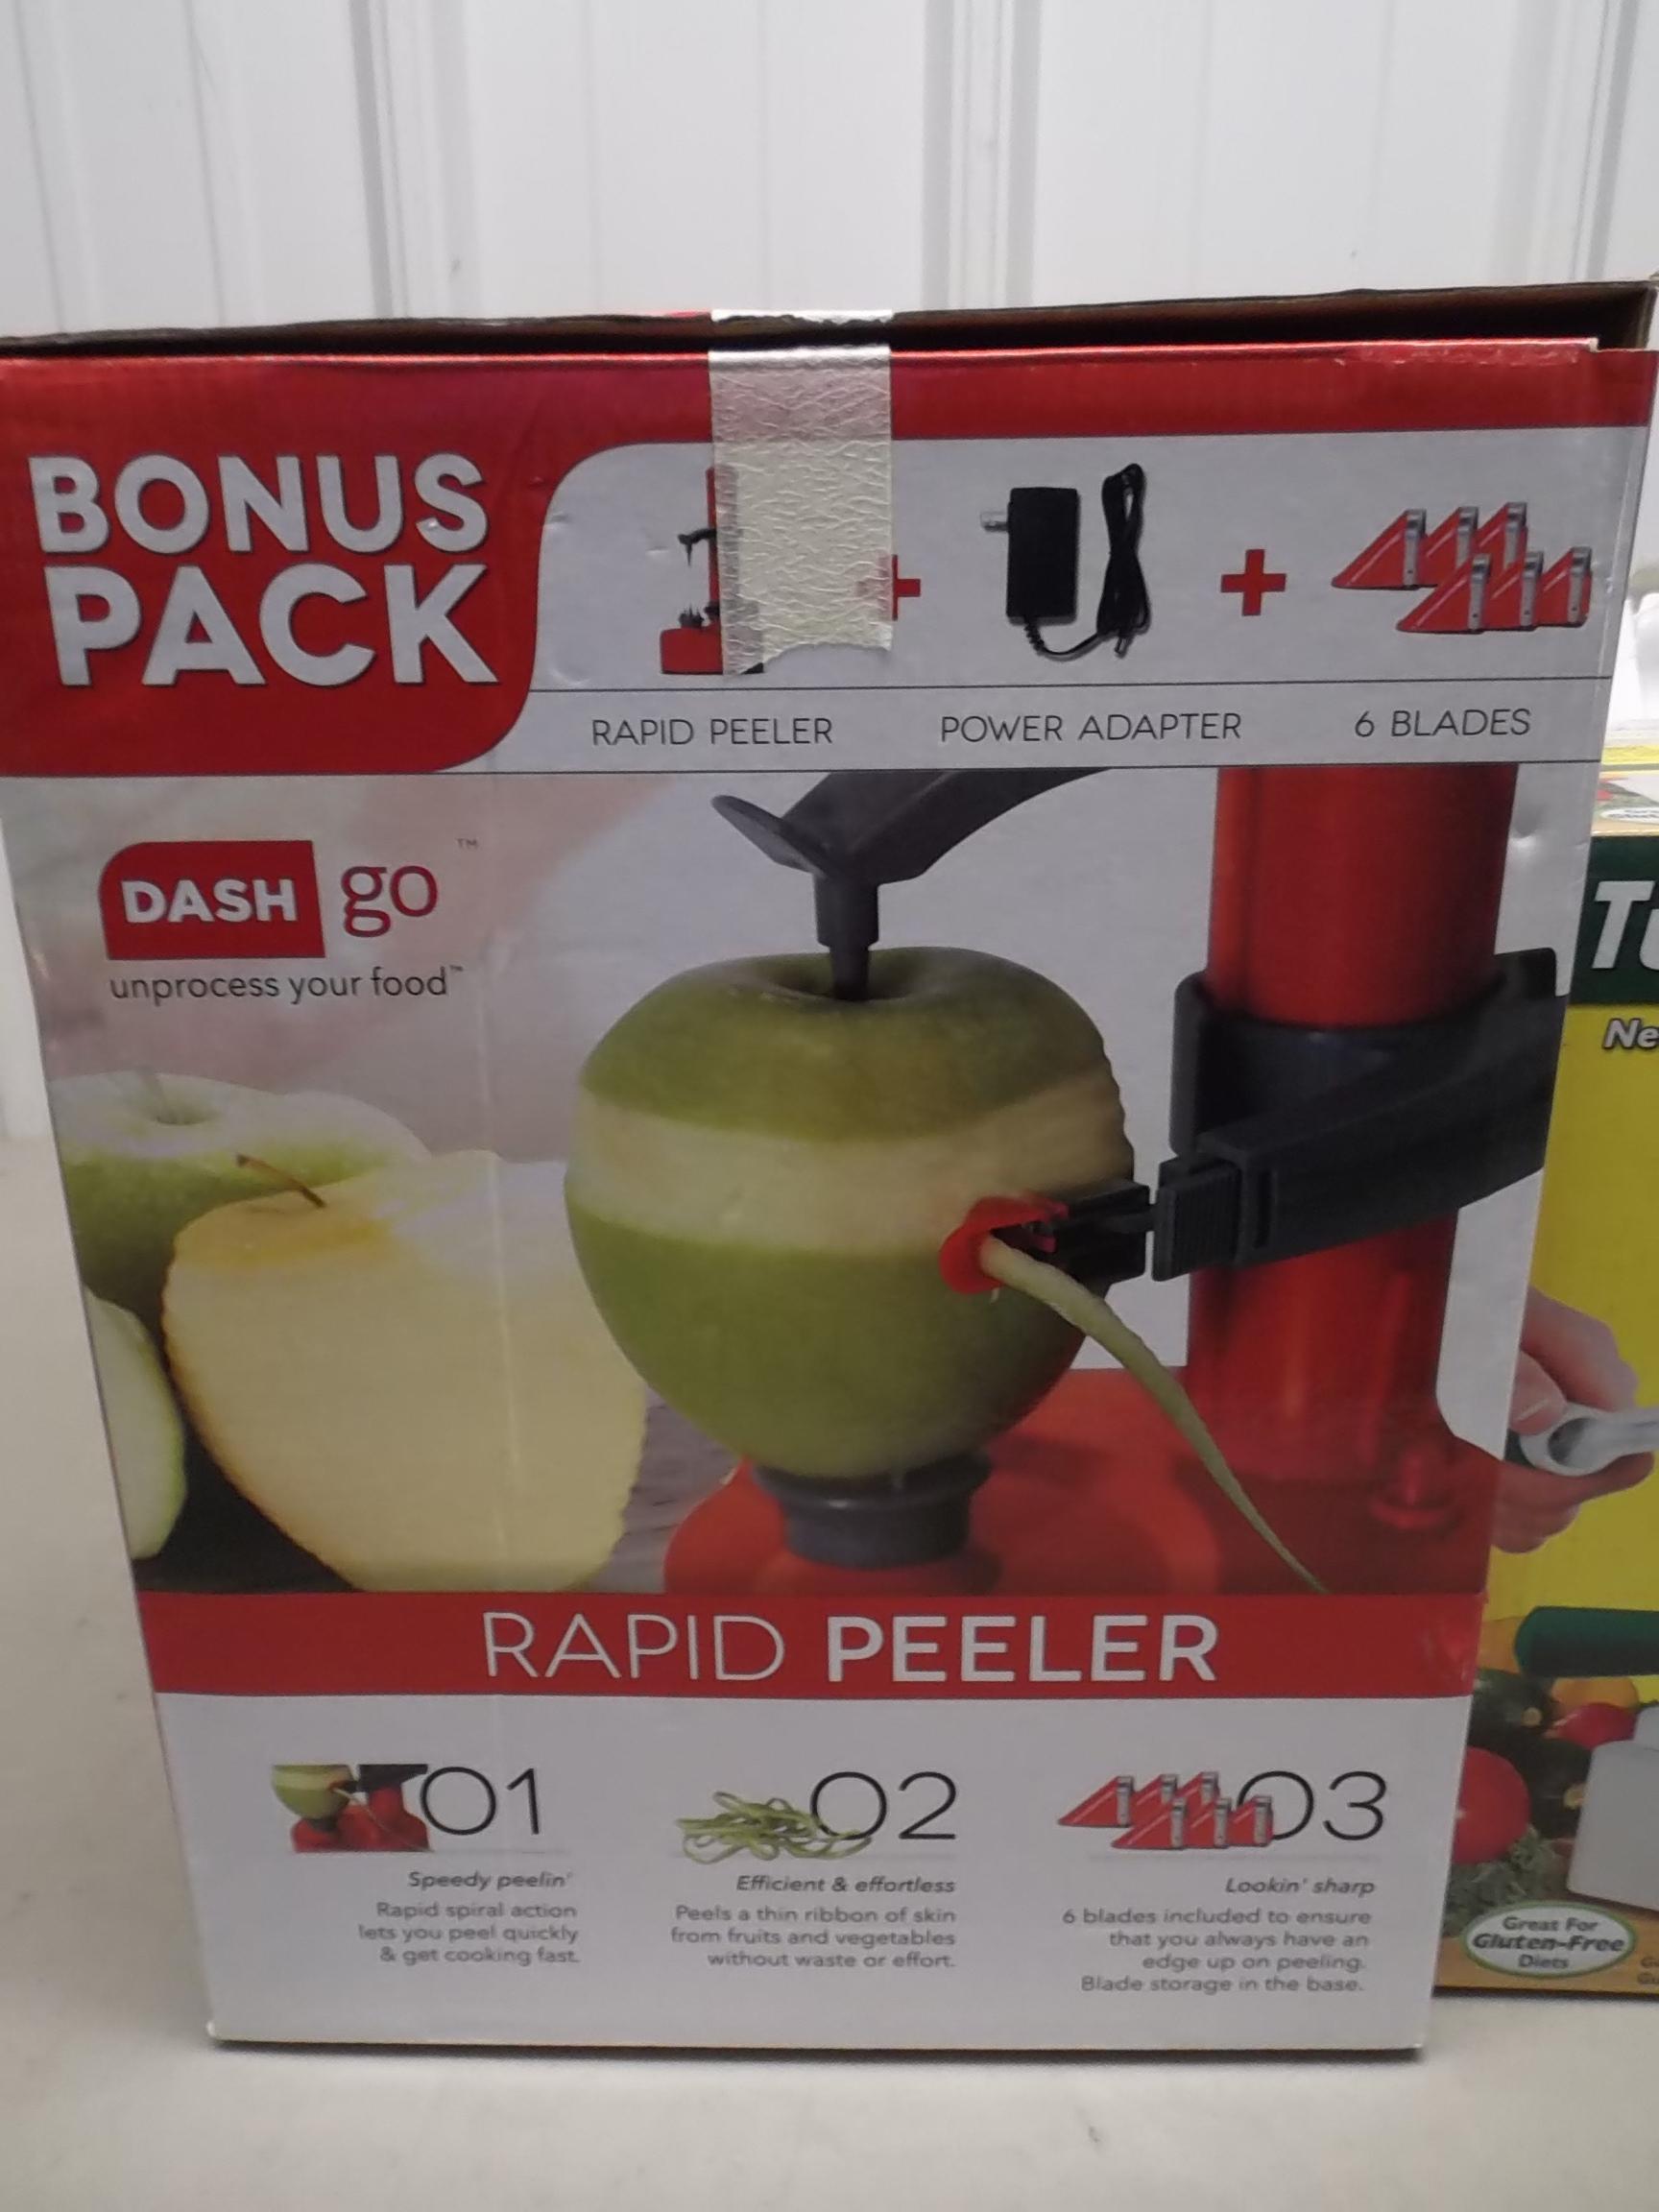 BONUS
PACK
RAPID PEELER
POWER ADAPTER
6 BLADES
DASH go™
unprocess your food™
RAPID PEELER
01
Speedy peelin'
Rapid spiral action
lets you peel quickly
& get cooking fast.
02
Efficient & effortless
Peels a thin ribbon of skin
from fruits and vegetables
without waste or effort.
03
Lookin' sharp
6 blades included to ensure
that you always have an
edge up on peeling.
Blade storage in the base.
Great For
Gluten-Free
Diets